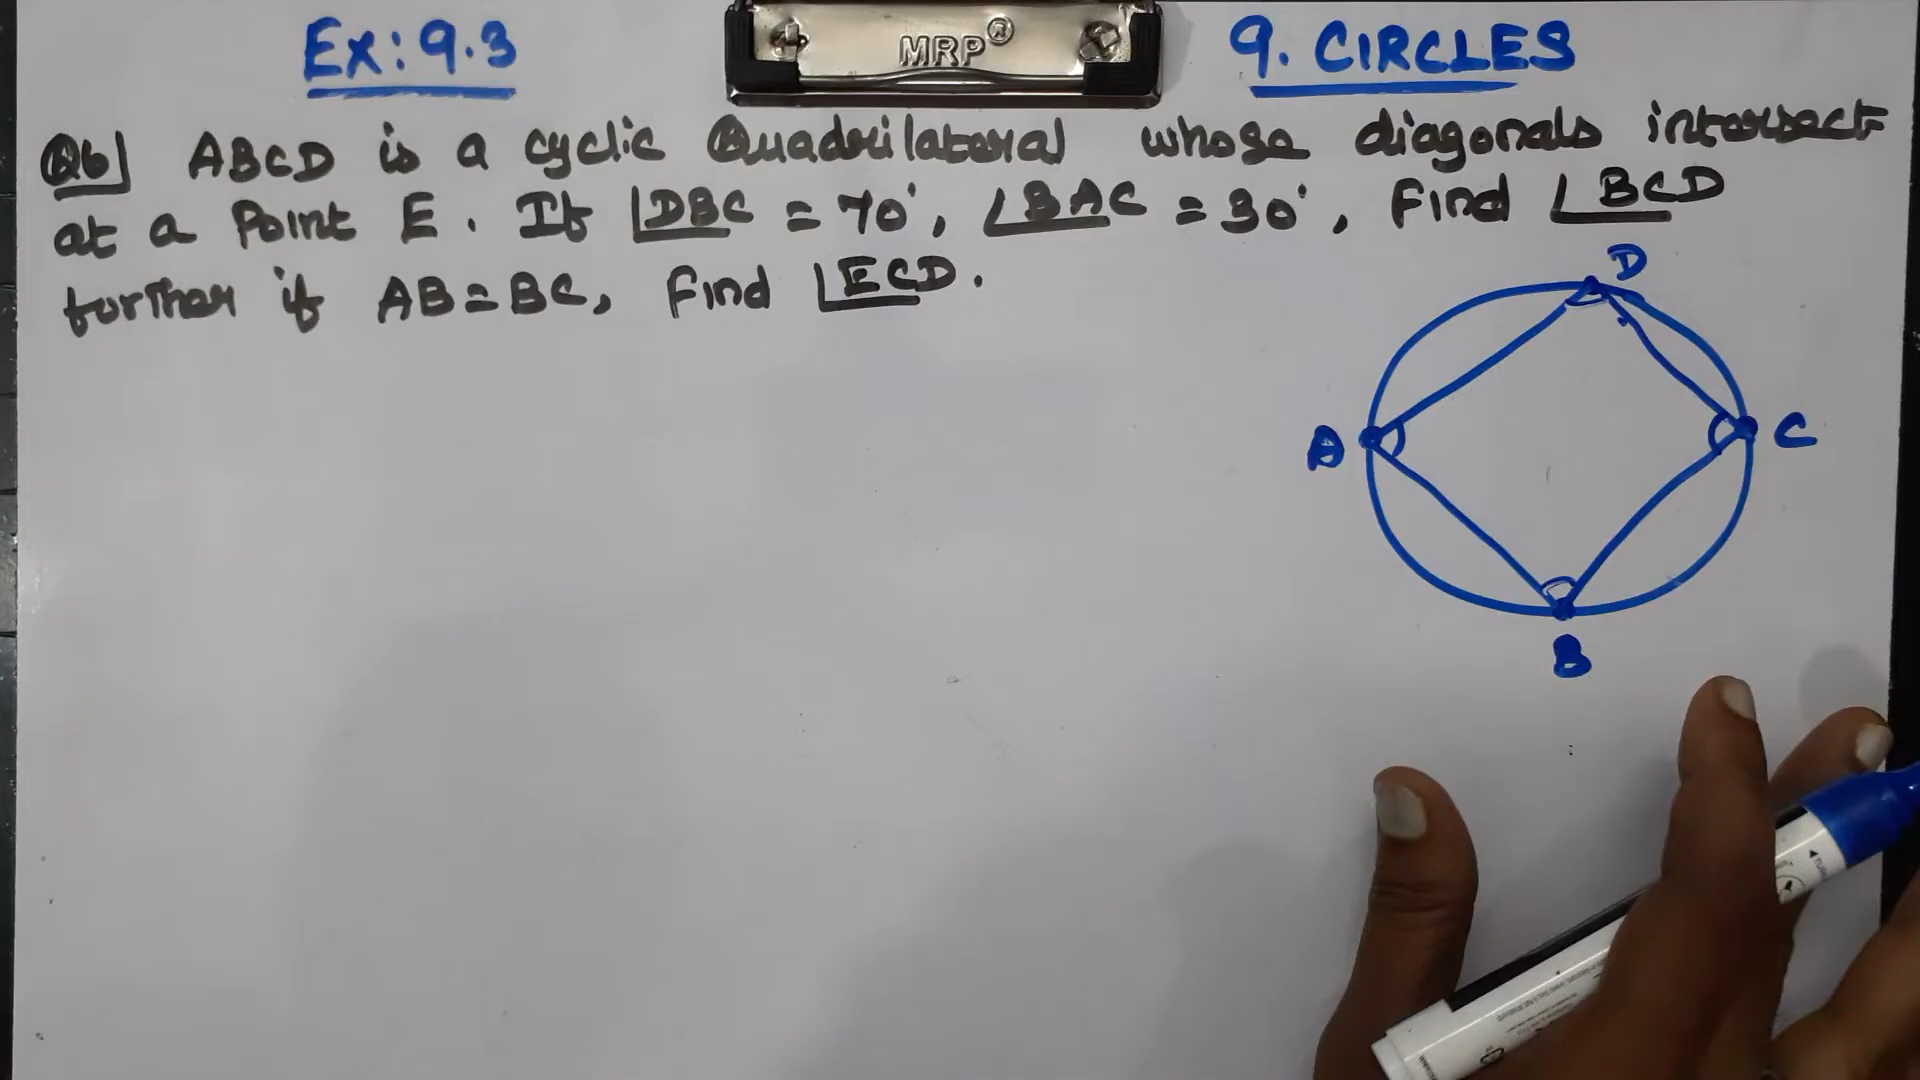 Ex: 9.3
MRP®
9. CIRCLES
Q6] ABCD is a cyclic Quadrilateral whose diagonals intersect
at a Point E. If ∠DBC = 70°, ∠BAC = 30°, Find ∠BCD
further if AB=BC, Find ∠ECD.
D
A
C
B